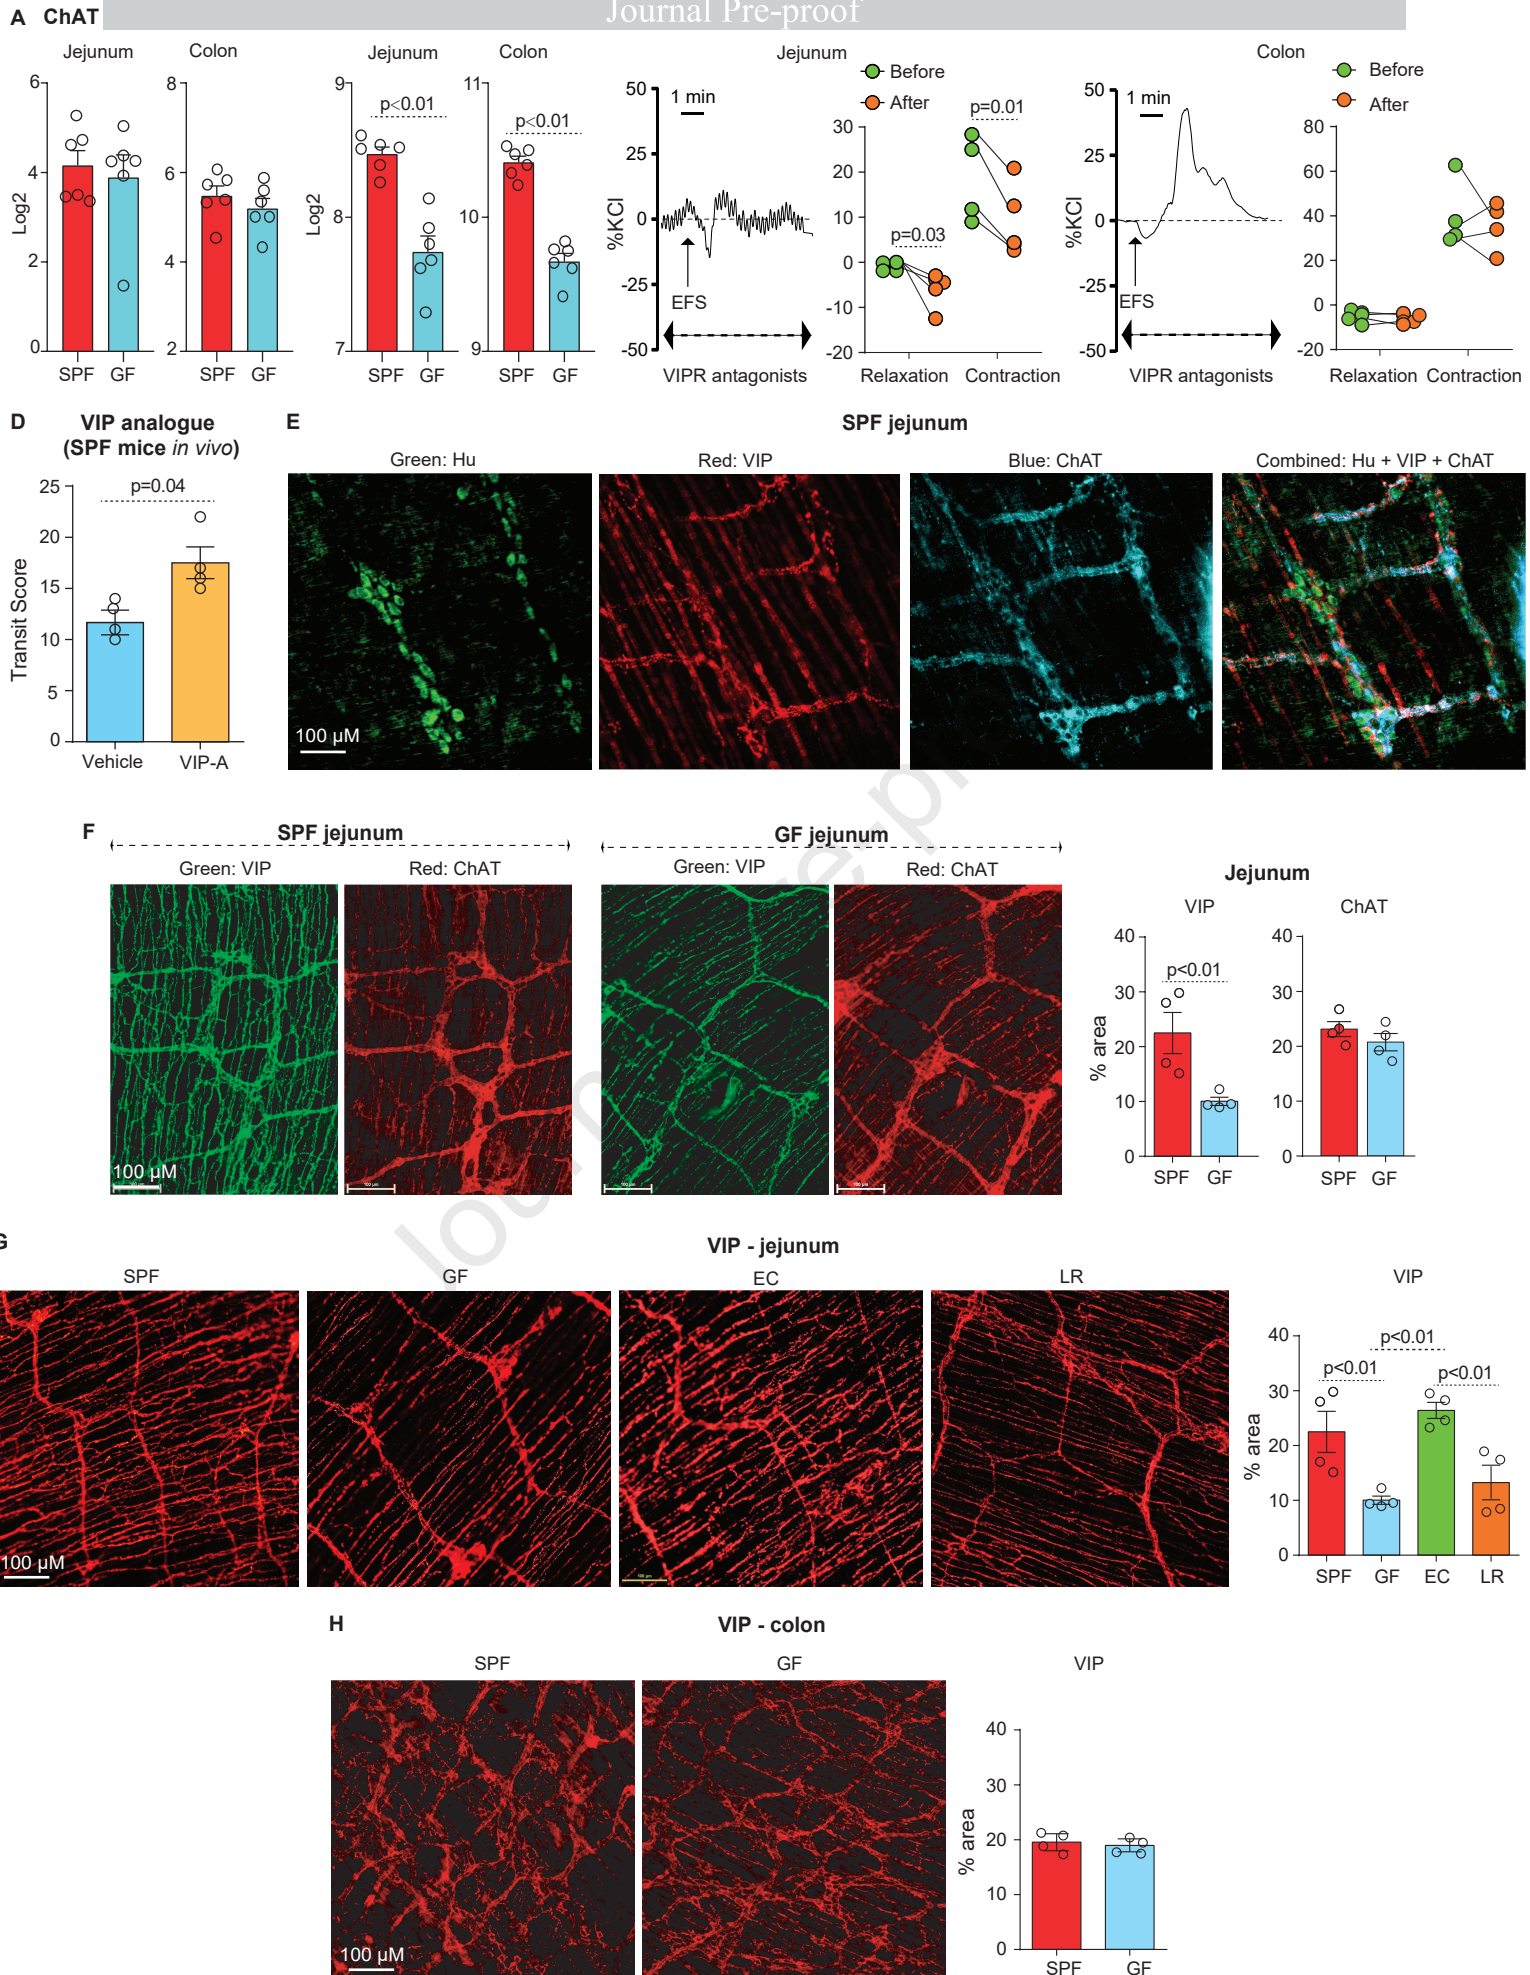 Journal Pre-proof
A ChAT
Jejunum
Colon
Log2
6
4
2
0
SPF GF
8
6
4
2
SPF GF
Jejunum
Colon
Log2
9
8
7
p<0.01
SPF GF
11
10
9
p<0.01
SPF GF
Jejunum
%KCl
50
25
0
-25
-50
1 min
EFS
VIPR antagonists
Before
After
30
20
10
0
-10
-20
p=0.03
p=0.01
Relaxation Contraction
Colon
%KCl
50
25
0
-25
-50
1 min
EFS
VIPR antagonists
Before
After
80
60
40
20
0
-20
Relaxation Contraction
D
VIP analogue
(SPF mice in vivo)
Transit Score
25
20
15
10
5
0
p=0.04
Vehicle VIP-A
E
SPF jejunum
Green: Hu
Red: VIP
Blue: ChAT
Combined: Hu + VIP + ChAT
100 µM
F
SPF jejunum
Green: VIP
Red: ChAT
GF jejunum
Green: VIP
Red: ChAT
100 µM
100 µm
100 µm
100 µm
Jejunum
VIP
ChAT
% area
40
30
20
10
0
p<0.01
SPF GF
40
30
20
10
0
SPF GF
G
VIP - jejunum
SPF
GF
EC
LR
100 µM
100 µm
VIP
% area
40
30
20
10
0
p<0.01
p<0.01
p<0.01
SPF GF EC LR
H
VIP - colon
SPF
GF
100 µM
VIP
% area
40
30
20
10
0
SPF GF